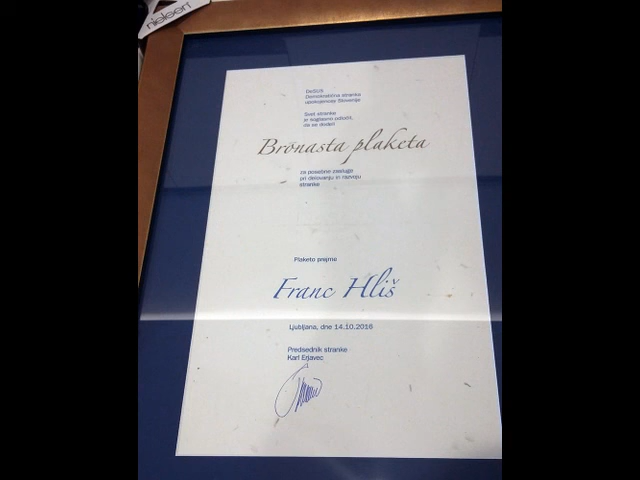 nielsen
DeSUS
Demokratična stranka
upokojencev Slovenije
Svet stranke
je soglasno odločil,
da se dodeli
Bronasta plaketa
za posebne zasluge
pri delovanju in razvoju
stranke
Plaketo prejme
Franc Hliš
Ljubljana, dne 14.10.2016
Predsednik stranke
Karl Erjavec